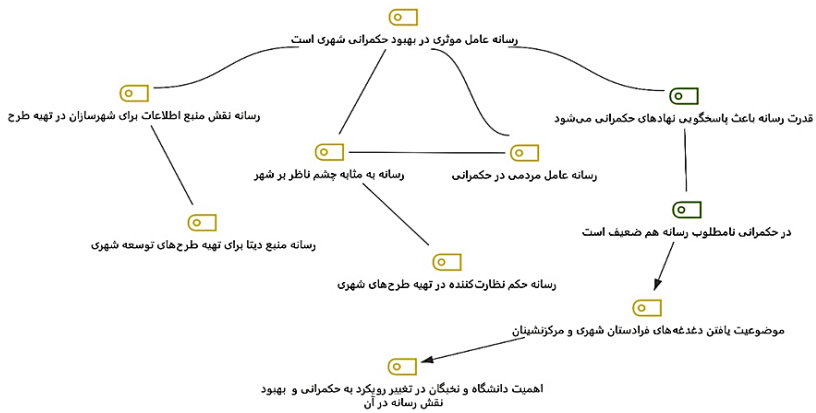 رسانه عامل موثری در بهبود حکمرانی شهری است
رسانه نقش منبع اطلاعات برای شهرسازان در تهیه طرح
قدرت رسانه باعث پاسخگویی نهادهای حکمرانی می‌شود
رسانه به مثابه چشم ناظر بر شهر
رسانه عامل مردمی در حکمرانی
رسانه منبع دیتا برای تهیه طرح‌های توسعه شهری
در حکمرانی نامطلوب رسانه هم ضعیف است
رسانه حکم نظارت‌کننده در تهیه طرح‌های شهری
موضوعیت یافتن دغدغه‌های فرادستان شهری و مرکزنشینان
اهمیت دانشگاه و نخبگان در تغییر رویکرد به حکمرانی و بهبود
نقش رسانه در آن